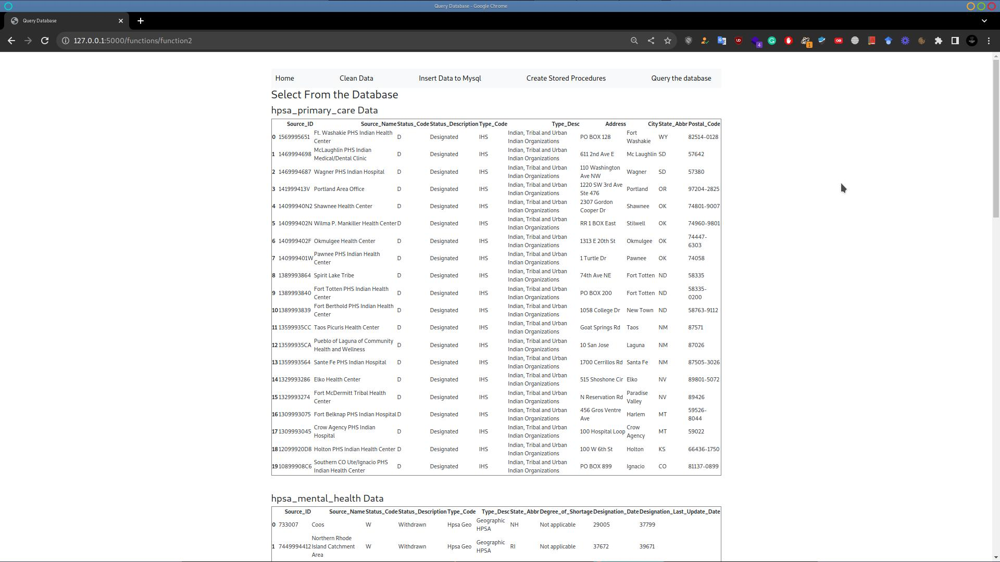 Query Database - Google Chrome
Query Database
127.0.0.1:5000/functions/function2
4
1
Home Clean Data Insert Data to Mysql Create Stored Procedures Query the database
Select From the Database
hpsa_primary_care Data
Source_ID Source_Name Status_Code Status_Description Type_Code Type_Desc Address City State_Abbr Postal_Code
0 1569995651 Ft. Washakie PHS Indian Health Center D Designated IHS Indian, Tribal and Urban Indian Organizations PO BOX 128 Fort Washakie WY 82514-0128
1 1469994698 McLaughlin PHS Indian Medical/Dental Clinic D Designated IHS Indian, Tribal and Urban Indian Organizations 611 2nd Ave E Mc Laughlin SD 57642
2 1469994687 Wagner PHS Indian Hospital D Designated IHS Indian, Tribal and Urban Indian Organizations 110 Washington Ave NW Wagner SD 57380
3 141999413V Portland Area Office D Designated IHS Indian, Tribal and Urban Indian Organizations 1220 SW 3rd Ave Ste 476 Portland OR 97204-2825
4 14099940N2 Shawnee Health Center D Designated IHS Indian, Tribal and Urban Indian Organizations 2307 Gordon Cooper Dr Shawnee OK 74801-9007
5 140999402N Wilma P. Mankiller Health Center D Designated IHS Indian, Tribal and Urban Indian Organizations RR 1 BOX East Stilwell OK 74960-9801
6 140999402F Okmulgee Health Center D Designated IHS Indian, Tribal and Urban Indian Organizations 1313 E 20th St Okmulgee OK 74447-6303
7 140999401W Pawnee PHS Indian Health Center D Designated IHS Indian, Tribal and Urban Indian Organizations 1 Turtle Dr Pawnee OK 74058
8 1389993864 Spirit Lake Tribe D Designated IHS Indian, Tribal and Urban Indian Organizations 74th Ave NE Fort Totten ND 58335
9 1389993840 Fort Totten PHS Indian Health Center D Designated IHS Indian, Tribal and Urban Indian Organizations PO BOX 200 Fort Totten ND 58335-0200
10 1389993839 Fort Berthold PHS Indian Health Center D Designated IHS Indian, Tribal and Urban Indian Organizations 1058 College Dr New Town ND 58763-9112
11 13599935CC Taos Picuris Health Center D Designated IHS Indian, Tribal and Urban Indian Organizations Goat Springs Rd Taos NM 87571
12 13599935CA Pueblo of Laguna of Community Health and Wellness D Designated IHS Indian, Tribal and Urban Indian Organizations 10 San Jose Laguna NM 87026
13 1359993564 Sante Fe PHS Indian Hospital D Designated IHS Indian, Tribal and Urban Indian Organizations 1700 Cerrillos Rd Santa Fe NM 87505-3026
14 1329993286 Elko Health Center D Designated IHS Indian, Tribal and Urban Indian Organizations 515 Shoshone Cir Elko NV 89801-5072
15 1329993274 Fort McDermitt Tribal Health Center D Designated IHS Indian, Tribal and Urban Indian Organizations N Reservation Rd Paradise Valley NV 89426
16 1309993075 Fort Belknap PHS Indian Hospital D Designated IHS Indian, Tribal and Urban Indian Organizations 456 Gros Ventre Ave Harlem MT 59526-8044
17 1309993045 Crow Agency PHS Indian Hospital D Designated IHS Indian, Tribal and Urban Indian Organizations 100 Hospital Loop Crow Agency MT 59022
18 12099920D8 Holton PHS Indian Health Center D Designated IHS Indian, Tribal and Urban Indian Organizations 100 W 6th St Holton KS 66436-1750
19 10899908C6 Southern CO Ute/Ignacio PHS Indian Health Center D Designated IHS Indian, Tribal and Urban Indian Organizations PO BOX 899 Ignacio CO 81137-0899
hpsa_mental_health Data
Source_ID Source_Name Status_Code Status_Description Type_Code Type_Desc State_Abbr Degree_of_Shortage Designation_Date Designation_Last_Update_Date
0 733007 Coos W Withdrawn Hpsa Geo Geographic HPSA NH Not applicable 29005 37799
1 7449994412 Northern Rhode Island Catchment Area W Withdrawn Hpsa Geo Geographic HPSA RI Not applicable 37672 39671